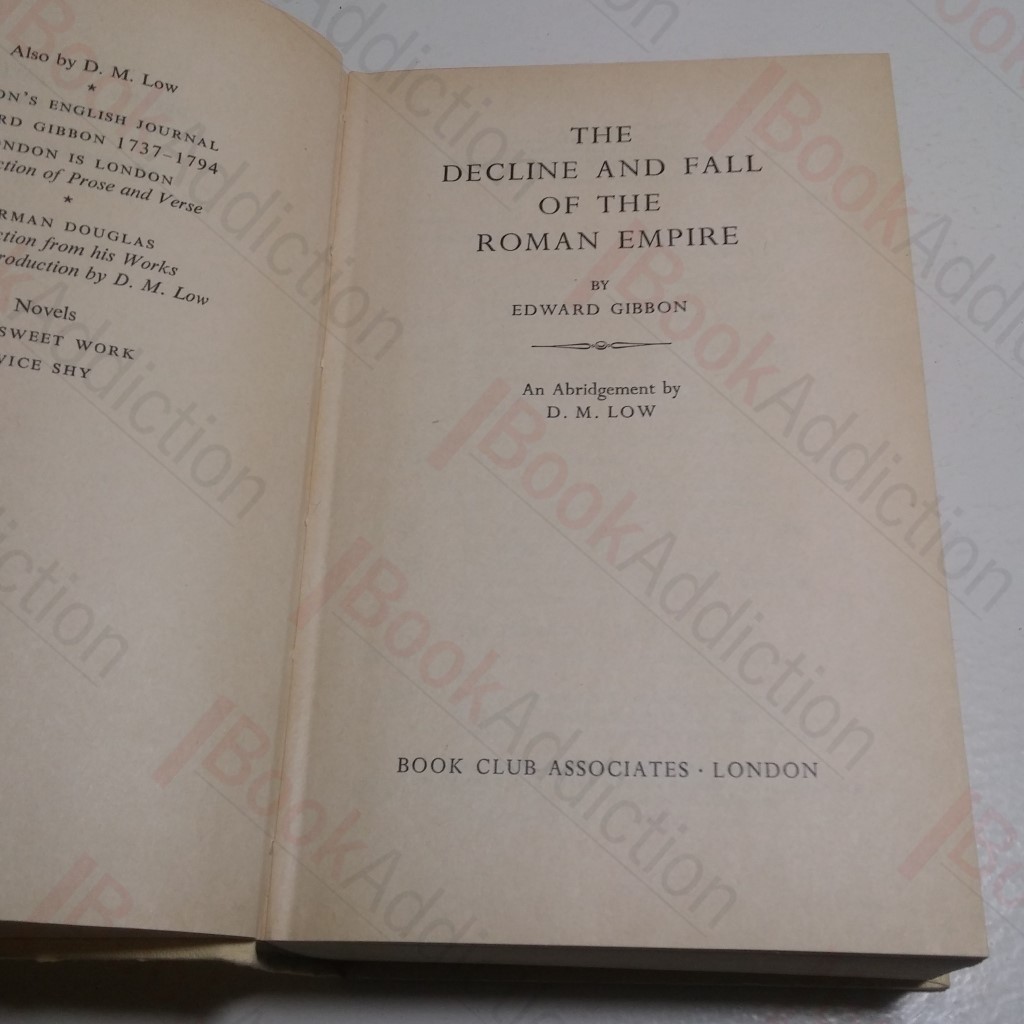 Also by D. M. Low
★
ON'S ENGLISH JOURNAL
RD GIBBON 1737–1794
NDON IS LONDON
ction of Prose and Verse
★
RMAN DOUGLAS
ction from his Works
roduction by D. M. Low
Novels
SWEET WORK
WICE SHY
THE
DECLINE AND FALL
OF THE
ROMAN EMPIRE
BY
EDWARD GIBBON
An Abridgement by
D. M. LOW
BOOK CLUB ASSOCIATES · LONDON
BookAddiction